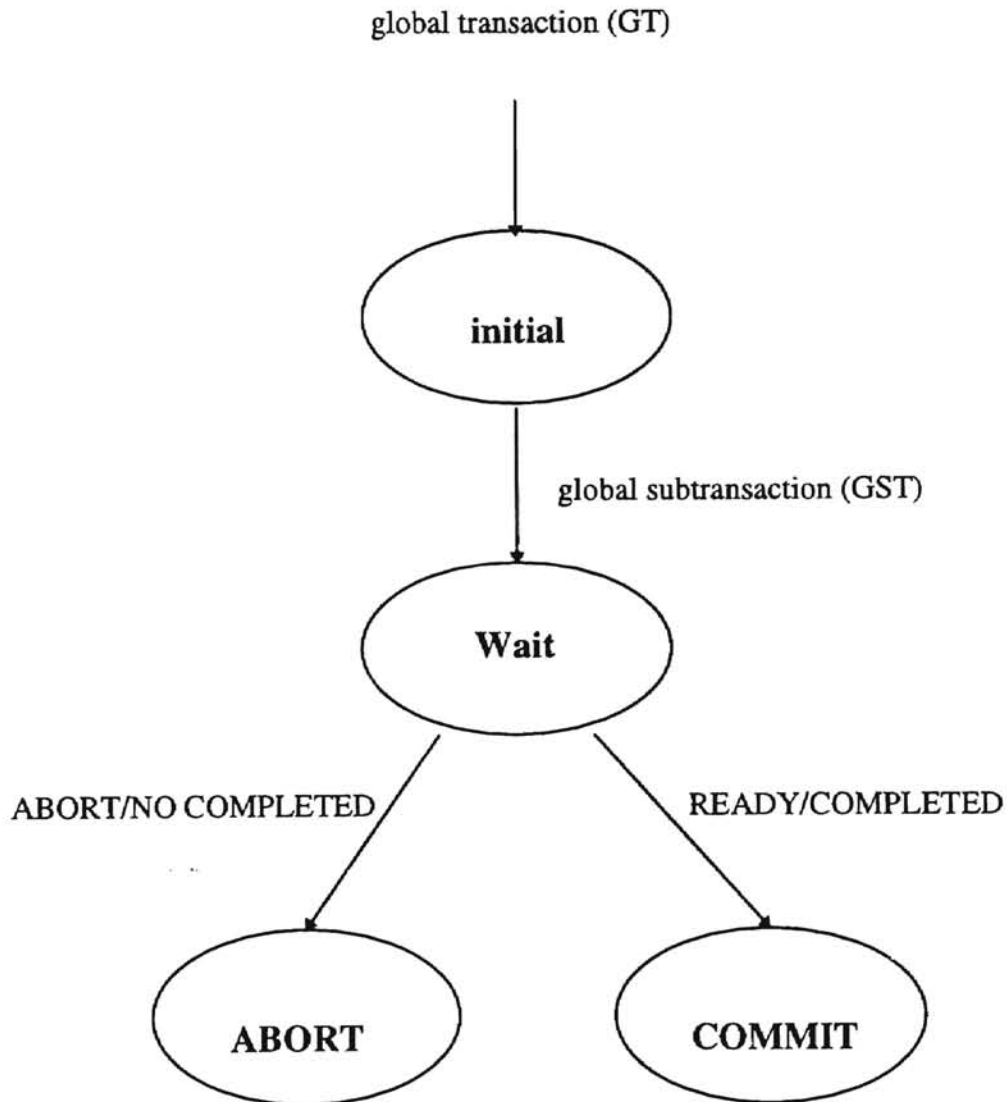 global transaction (GT)
initial
global subtransaction (GST)
Wait
ABORT/NO COMPLETED
READY/COMPLETED
ABORT
COMMIT